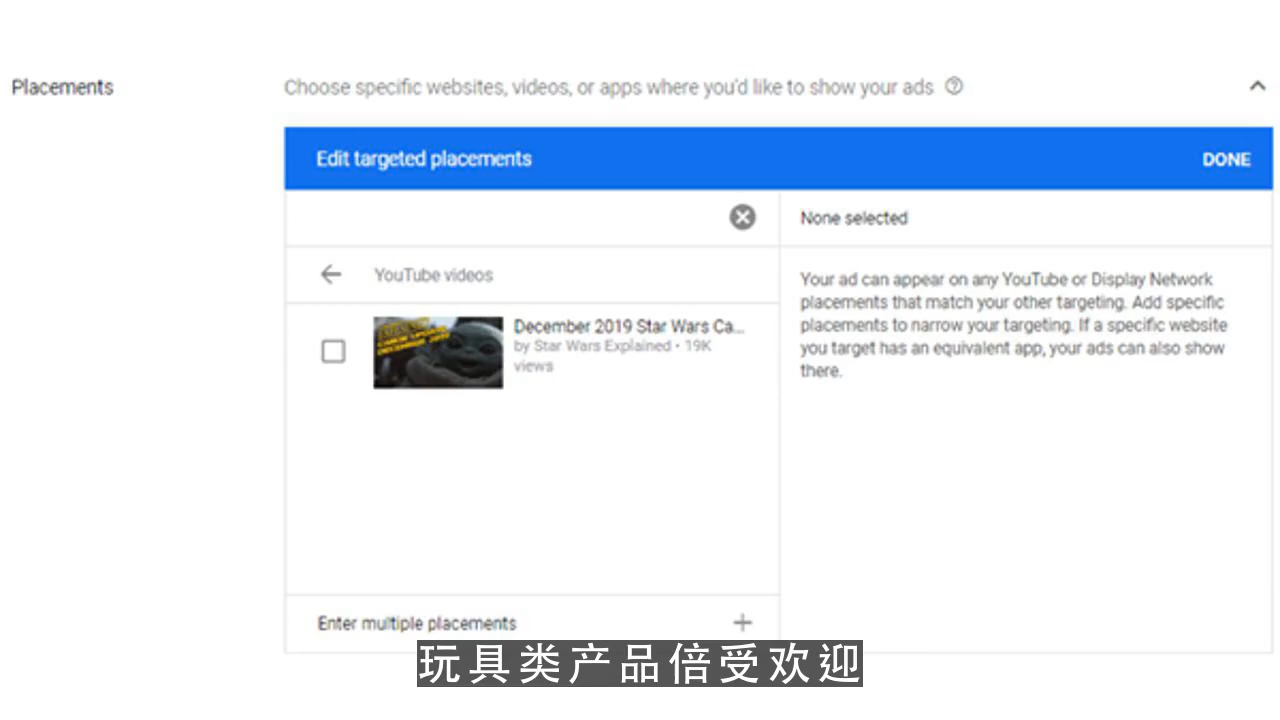 Placements
Choose specific websites, videos, or apps where you'd like to show your ads
Edit targeted placements
DONE
None selected
YouTube videos
Your ad can appear on any YouTube or Display Network
placements that match your other targeting. Add specific
placements to narrow your targeting. If a specific website
you target has an equivalent app, your ads can also show
there.
December 2019 Star Wars Ca...
by Star Wars Explained • 19K
views
DECEMBER 2019
Enter multiple placements
玩具类产品倍受欢迎